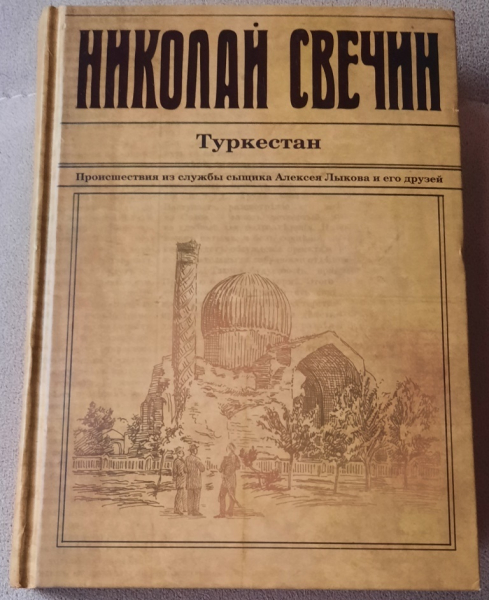 НИКОЛАЙ СВЕЧИН
Туркестан
Происшествия из службы сыщика Алексея Лыкова и его друзей